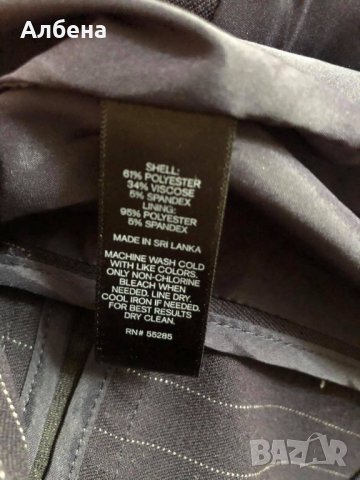 Албена
SHELL:
61% POLYESTER
34% VISCOSE
5% SPANDEX
LINING:
95% POLYESTER
5% SPANDEX
MADE IN SRI LANKA
MACHINE WASH COLD
WITH LIKE COLORS.
ONLY NON-CHLORINE
BLEACH WHEN
NEEDED. LINE DRY.
COOL IRON IF NEEDED.
FOR BEST RESULTS
DRY CLEAN.
RN# 55285
BAZAR